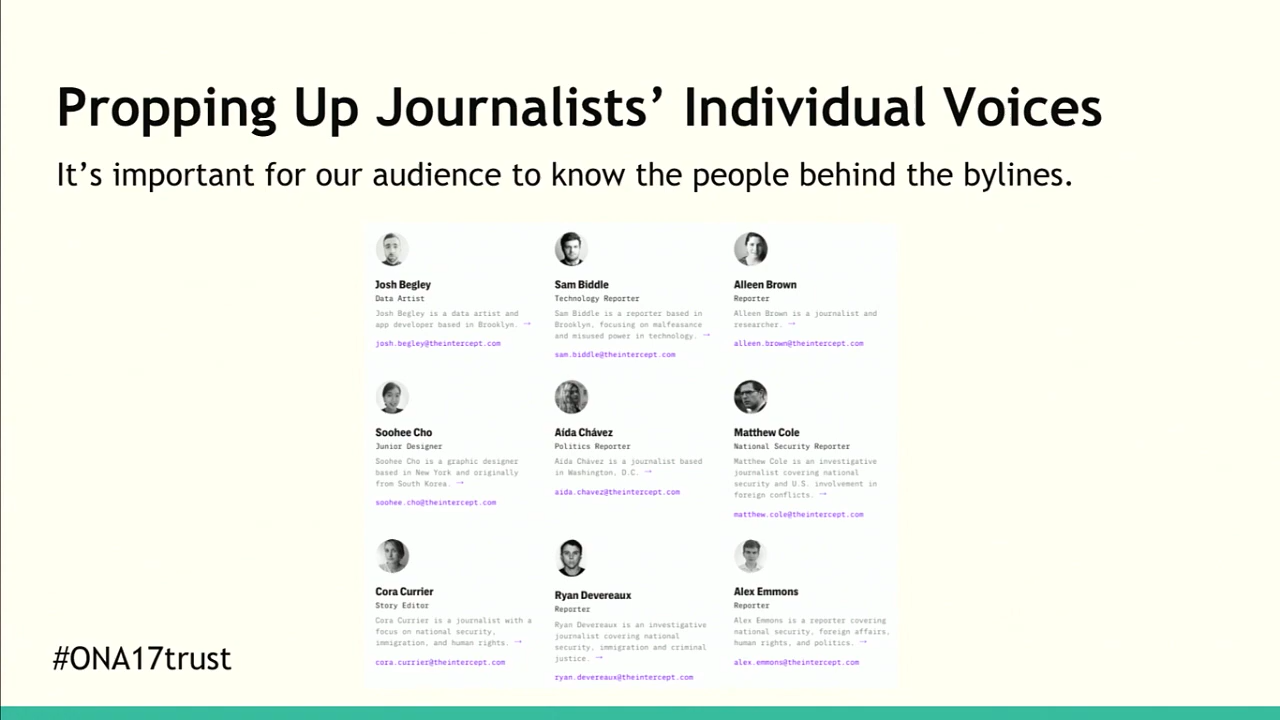 Propping Up Journalists’ Individual Voices
It’s important for our audience to know the people behind the bylines.
Josh Begley
Data Artist
Josh Begley is a data artist and
app developer based in Brooklyn. →
josh.begley@theintercept.com
Sam Biddle
Technology Reporter
Sam Biddle is a reporter based in
Brooklyn, focusing on malfeasance
and misused power in technology. →
sam.biddle@theintercept.com
Alleen Brown
Reporter
Alleen Brown is a journalist and
researcher. →
alleen.brown@theintercept.com
Soohee Cho
Junior Designer
Soohee Cho is a graphic designer
based in New York and originally
from South Korea. →
soohee.cho@theintercept.com
Aída Chávez
Politics Reporter
Aída Chávez is a journalist based
in Washington, D.C. →
aida.chavez@theintercept.com
Matthew Cole
National Security Reporter
Matthew Cole is an investigative
journalist covering national
security and U.S. involvement in
foreign conflicts. →
matthew.cole@theintercept.com
Cora Currier
Story Editor
Cora Currier is a journalist with a
focus on national security,
immigration, and human rights. →
cora.currier@theintercept.com
Ryan Devereaux
Reporter
Ryan Devereaux is an investigative
journalist covering national
security, immigration and criminal
justice. →
ryan.devereaux@theintercept.com
Alex Emmons
Reporter
Alex Emmons is a reporter covering
national security, foreign affairs,
human rights, and politics. →
alex.emmons@theintercept.com
#ONA17trust